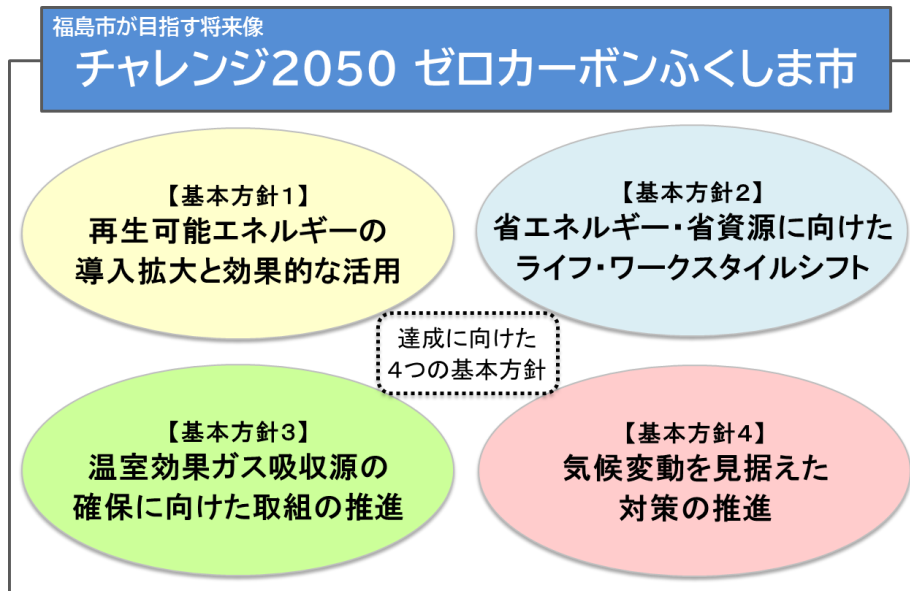 福島市が目指す将来像
チャレンジ2050 ゼロカーボンふくしま市
【基本方針1】
再生可能エネルギーの
導入拡大と効果的な活用
【基本方針2】
省エネルギー・省資源に向けた
ライフ・ワークスタイルシフト
達成に向けた
4つの基本方針
【基本方針3】
温室効果ガス吸収源の
確保に向けた取組の推進
【基本方針4】
気候変動を見据えた
対策の推進